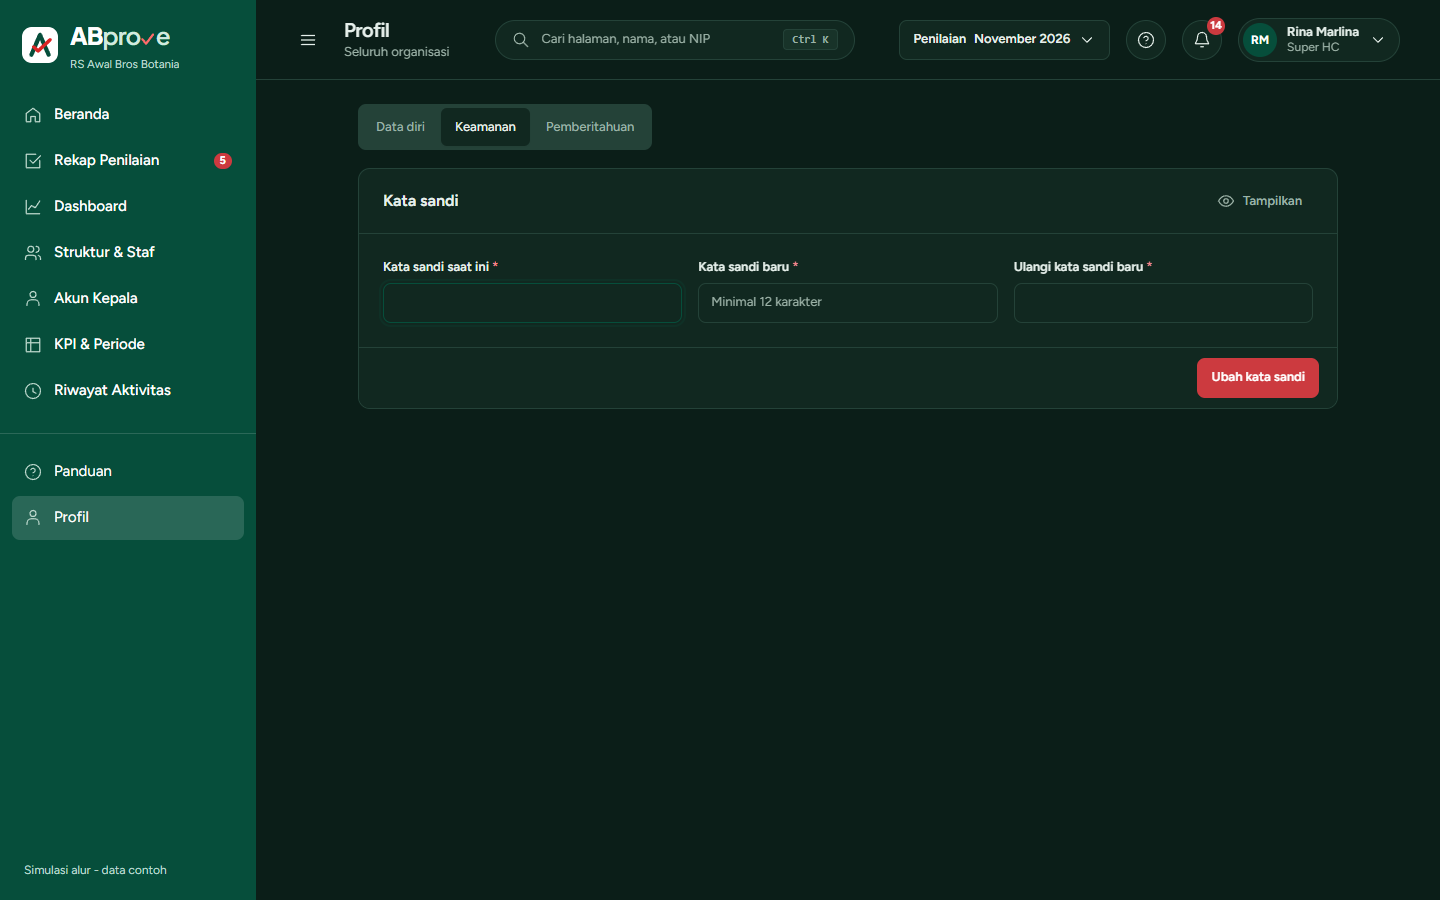 ABprove
RS Awal Bros Botania
Beranda
Rekap Penilaian 5
Dashboard
Struktur & Staf
Akun Kepala
KPI & Periode
Riwayat Aktivitas
Panduan
Profil
Simulasi alur - data contoh
Profil
Seluruh organisasi
Cari halaman, nama, atau NIP Ctrl K
Penilaian November 2026
14
RM
Rina Marlina
Super HC
Data diri Keamanan Pemberitahuan
Kata sandi Tampilkan
Kata sandi saat ini * Kata sandi baru * Ulangi kata sandi baru *
Minimal 12 karakter
Ubah kata sandi